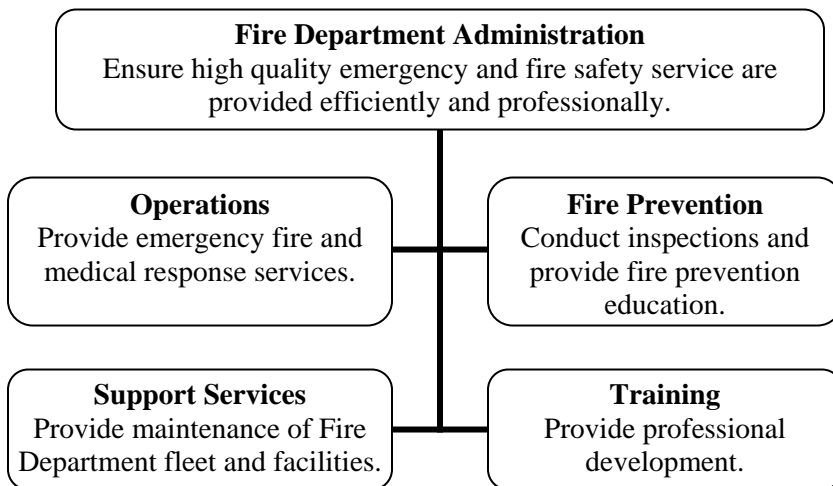 Fire Department Administration
Ensure high quality emergency and fire safety service are
provided efficiently and professionally.
Operations
Provide emergency fire and
medical response services.
Fire Prevention
Conduct inspections and
provide fire prevention
education.
Support Services
Provide maintenance of Fire
Department fleet and facilities.
Training
Provide professional
development.